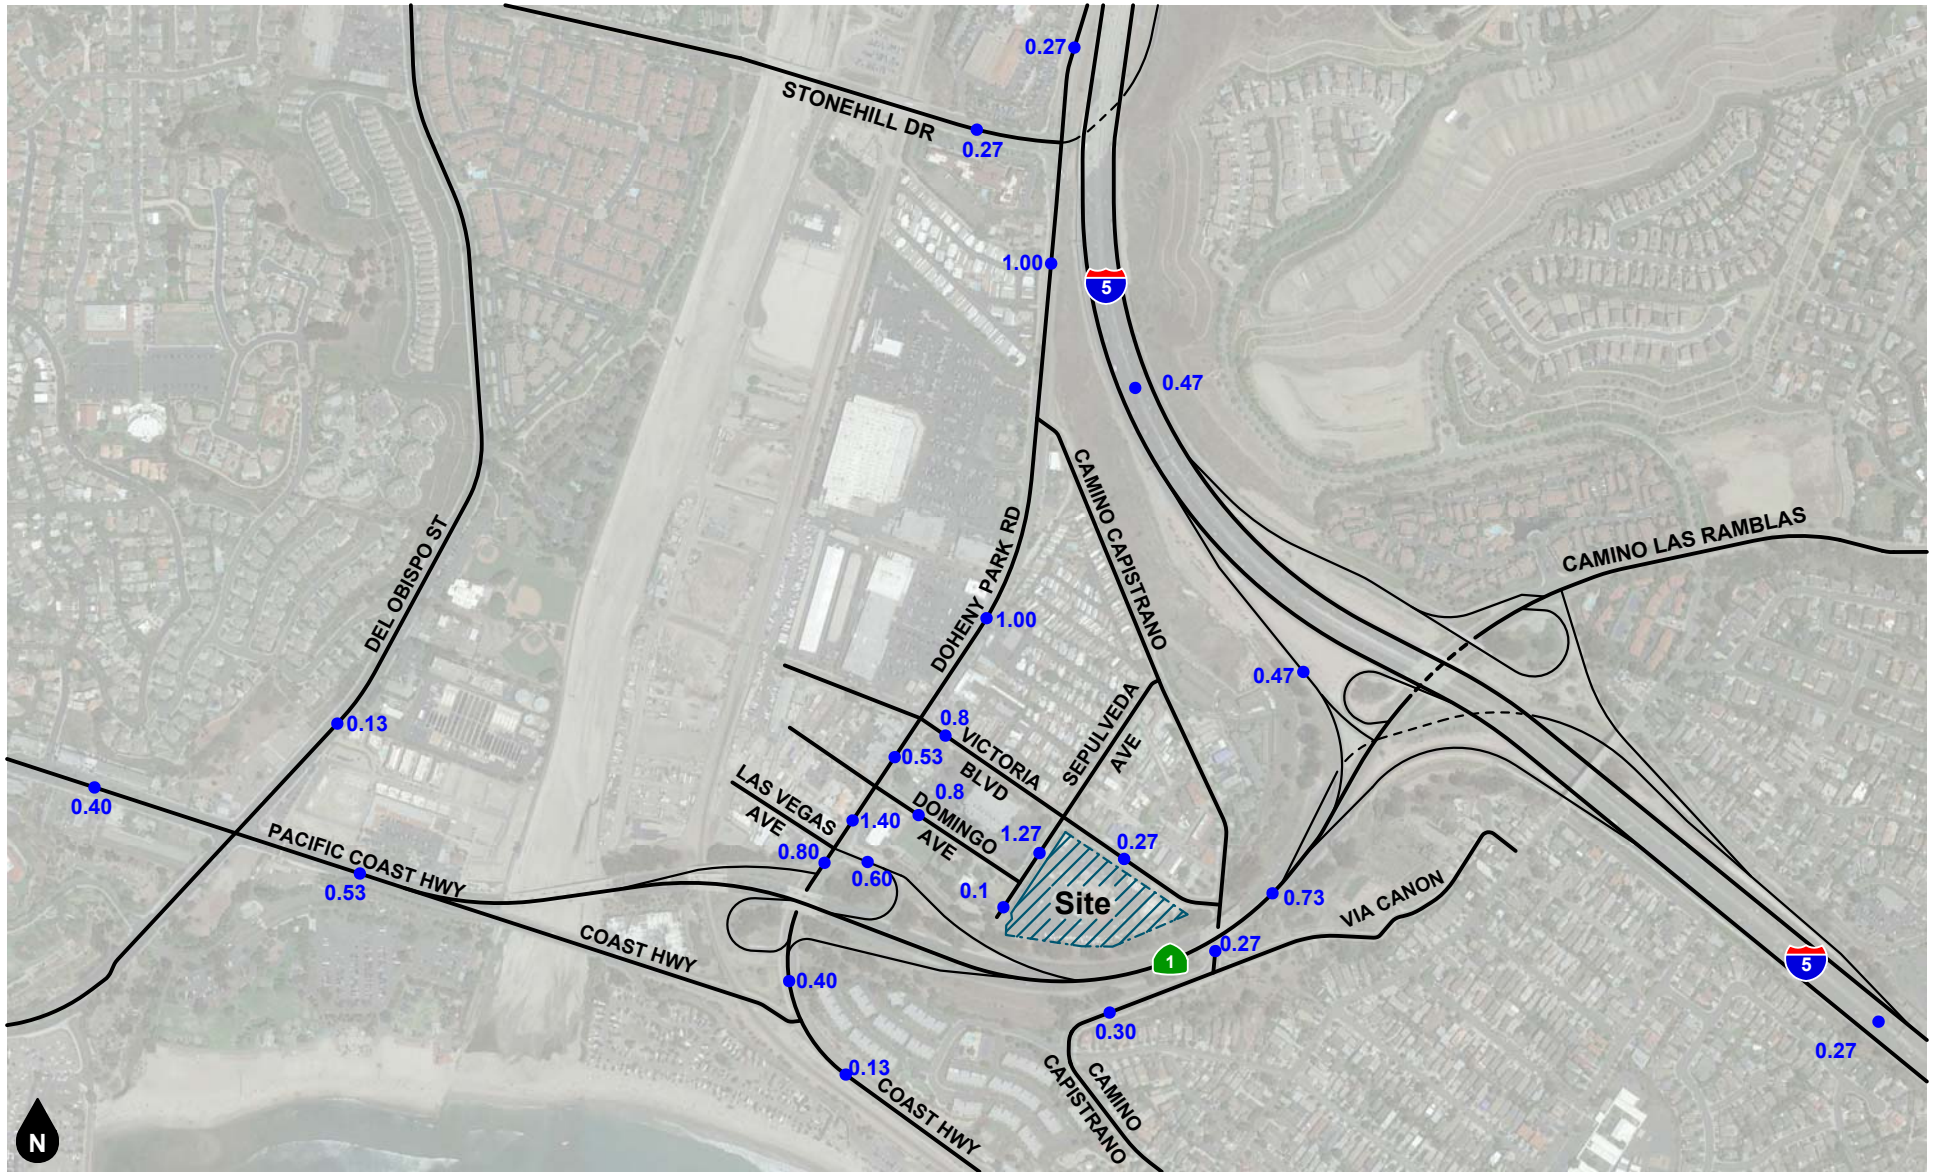 0.27
STONEHILL DR
0.27
1.00
5
0.47
CAMINO CAPISTRANO
DOHENY PARK RD
DEL OBISPO ST
CAMINO LAS RAMBLAS
1.00
0.47
0.13
0.8
VICTORIA
BLVD
SEPULVEDA
AVE
0.53
0.40
LAS VEGAS
AVE
0.8
DOMINGO
AVE
1.40
1.27
0.27
PACIFIC COAST HWY
0.53
0.80
0.60
0.1
Site
0.73
VIA CANON
COAST HWY
0.27
1
5
0.40
0.30
0.27
0.13
COAST HWY
CAMINO
CAPISTRANO
N